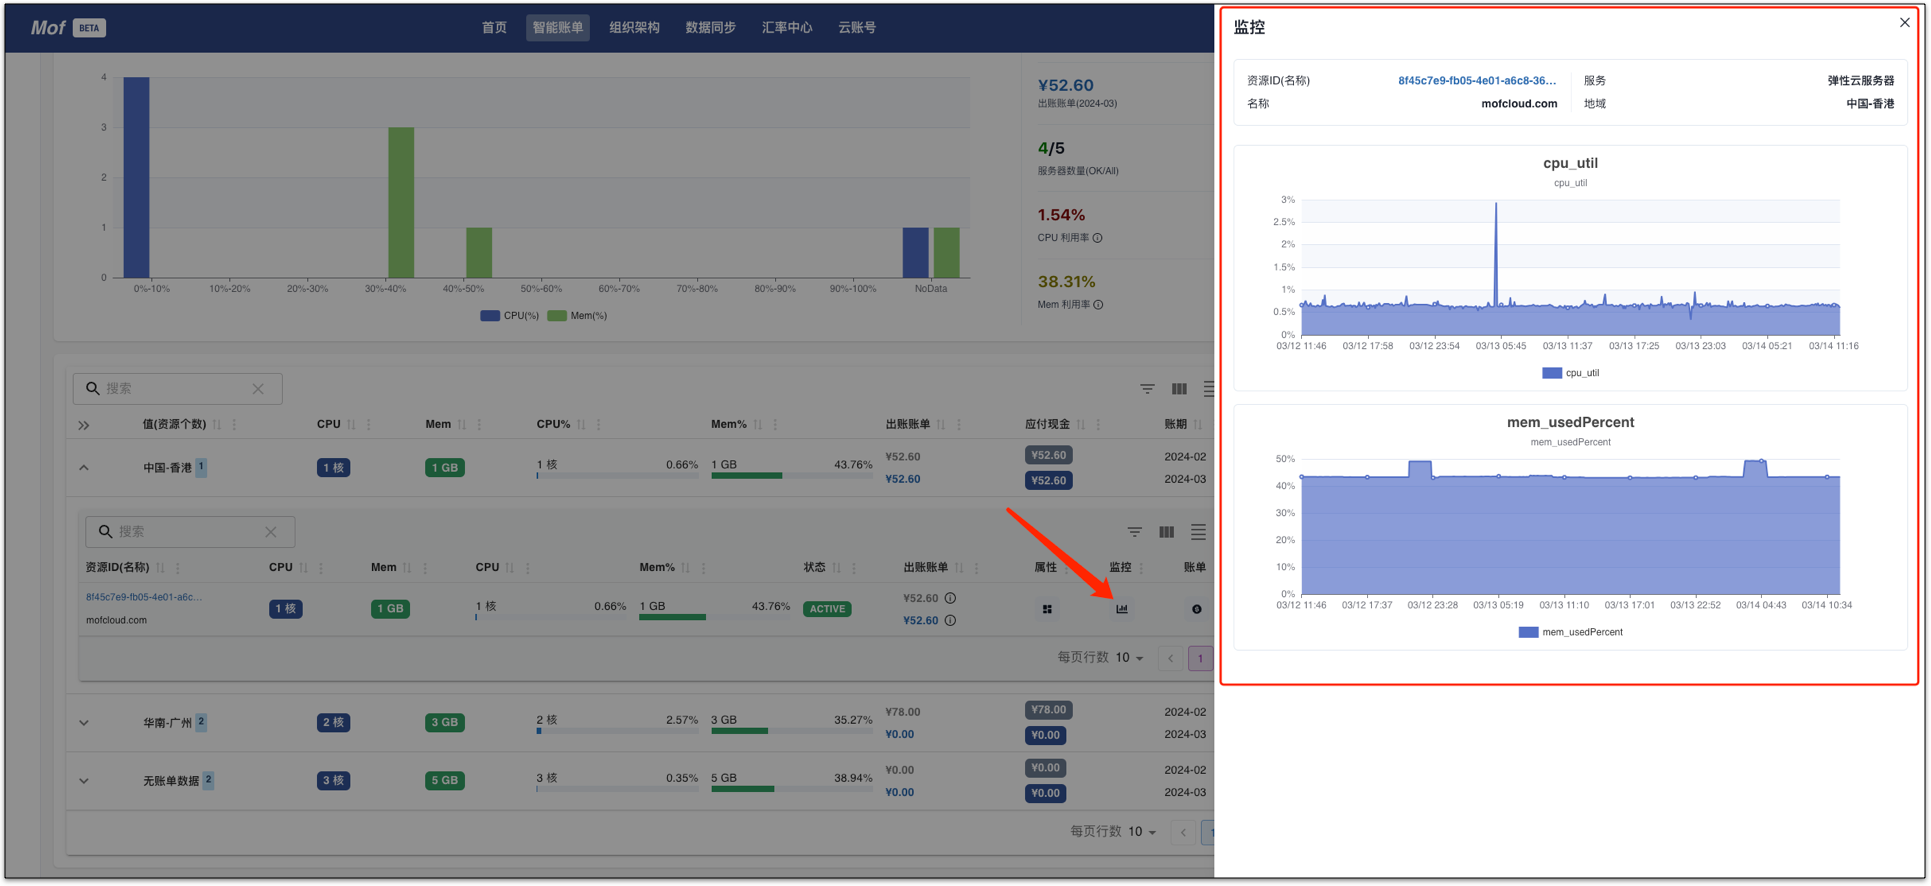 Mof BETA 首页 智能账单 组织架构 数据同步 汇率中心 云账号
4
3
2
1
0
0%-10% 10%-20% 20%-30% 30%-40% 40%-50% 50%-60% 60%-70% 70%-80% 80%-90% 90%-100% NoData
CPU(%) Mem(%)
¥52.60
出账账单(2024-03)
4/5
服务器数量(OK/All)
1.54%
CPU 利用率
38.31%
Mem 利用率
搜索
值(资源个数) CPU Mem CPU% Mem% 出账账单 应付现金 账期
中国-香港 1 1 核 1 GB 1 核 0.66% 1 GB 43.76% ¥52.60 ¥52.60 2024-02
¥52.60 ¥52.60 2024-03
搜索
资源ID(名称) CPU Mem CPU Mem% 状态 出账账单 属性 监控 账单
8f45c7e9-fb05-4e01-a6c... 1 核 1 GB 1 核 0.66% 1 GB 43.76% ACTIVE ¥52.60
mofcloud.com ¥52.60
每页行数 10 1
华南-广州 2 2 核 3 GB 2 核 2.57% 3 GB 35.27% ¥78.00 ¥78.00 2024-02
¥0.00 ¥0.00 2024-03
无账单数据 2 3 核 5 GB 3 核 0.35% 5 GB 38.94% ¥0.00 ¥0.00 2024-02
¥0.00 ¥0.00 2024-03
每页行数 10 1
监控
资源ID(名称) 8f45c7e9-fb05-4e01-a6c8-36... 服务 弹性云服务器
名称 mofcloud.com 地域 中国-香港
cpu_util
cpu_util
3%
2.5%
2%
1.5%
1%
0.5%
0%
03/12 11:46 03/12 17:58 03/12 23:54 03/13 05:45 03/13 11:37 03/13 17:25 03/13 23:03 03/14 05:21 03/14 11:16
cpu_util
mem_usedPercent
mem_usedPercent
50%
40%
30%
20%
10%
0%
03/12 11:46 03/12 17:37 03/12 23:28 03/13 05:19 03/13 11:10 03/13 17:01 03/13 22:52 03/14 04:43 03/14 10:34
mem_usedPercent